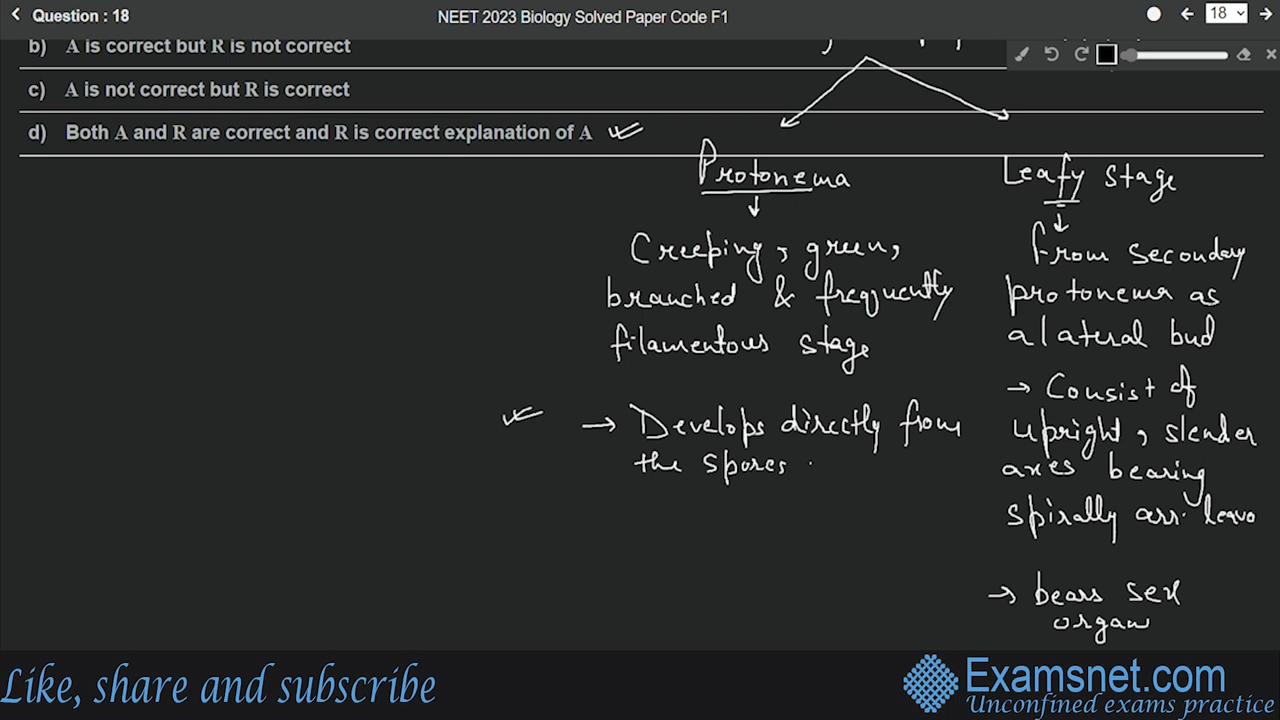 Question : 18
NEET 2023 Biology Solved Paper Code F1
18
b) A is correct but R is not correct
c) A is not correct but R is correct
d) Both A and R are correct and R is correct explanation of A
Protonema
Creeping, green,
branched & frequently
filamentous stage
→ Develops directly from
the spores .
Leafy stage
From secondary
protonema as
a lateral bud
→ Consist of
upright, slender
axes bearing
spirally arr. leave
→ bears sex
organ
Like, share and subscribe
Examsnet.com
Unconfined exams practice